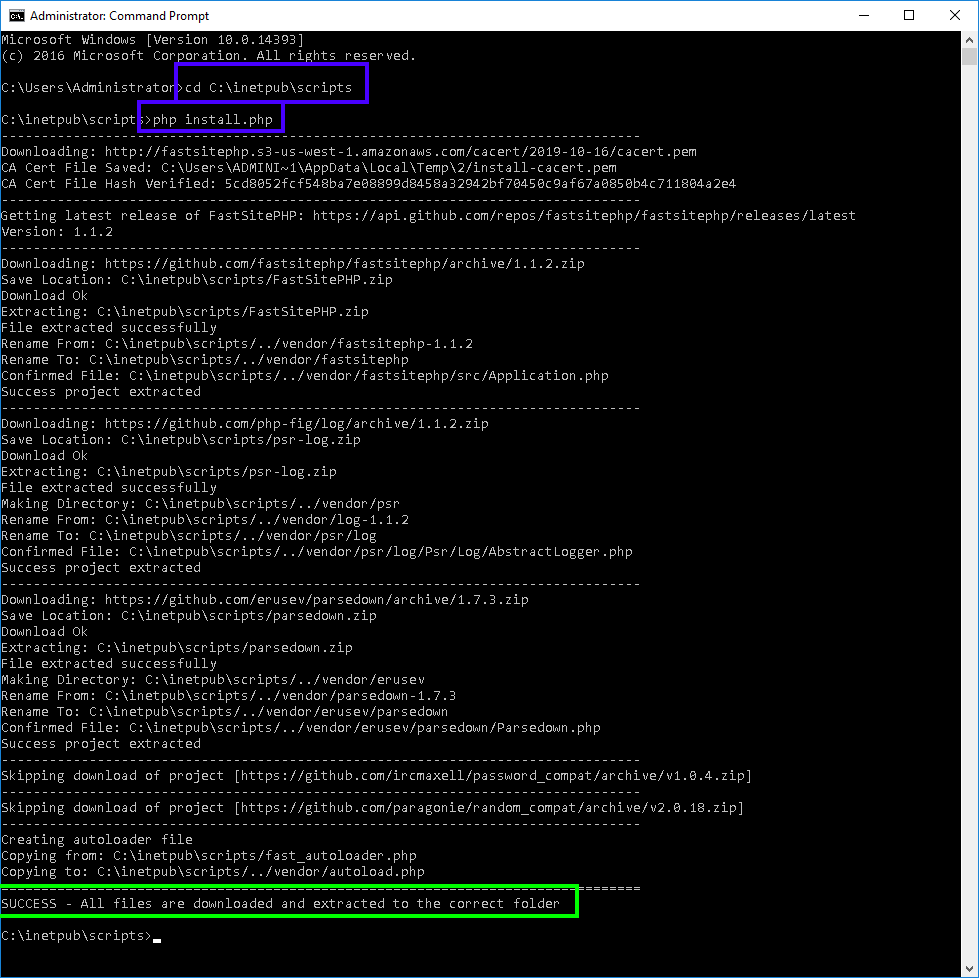 Administrator: Command Prompt
Microsoft Windows [Version 10.0.14393]
(c) 2016 Microsoft Corporation. All rights reserved.
C:\Users\Administrator>cd C:\inetpub\scripts
C:\inetpub\scripts>php install.php
--------------------------------------------------------------------------------
Downloading: http://fastsitephp.s3-us-west-1.amazonaws.com/cacert/2019-10-16/cacert.pem
CA Cert File Saved: C:\Users\ADMINI~1\AppData\Local\Temp\2/install-cacert.pem
CA Cert File Hash Verified: 5cd8052fcf548ba7e08899d8458a32942bf70450c9af67a0850b4c711804a2e4
--------------------------------------------------------------------------------
Getting latest release of FastSitePHP: https://api.github.com/repos/fastsitephp/fastsitephp/releases/latest
Version: 1.1.2
--------------------------------------------------------------------------------
Downloading: https://github.com/fastsitephp/fastsitephp/archive/1.1.2.zip
Save Location: C:\inetpub\scripts/FastSitePHP.zip
Download Ok
Extracting: C:\inetpub\scripts/FastSitePHP.zip
File extracted successfully
Rename From: C:\inetpub\scripts/../vendor/fastsitephp-1.1.2
Rename To: C:\inetpub\scripts/../vendor/fastsitephp
Confirmed File: C:\inetpub\scripts/../vendor/fastsitephp/src/Application.php
Success project extracted
--------------------------------------------------------------------------------
Downloading: https://github.com/php-fig/log/archive/1.1.2.zip
Save Location: C:\inetpub\scripts/psr-log.zip
Download Ok
Extracting: C:\inetpub\scripts/psr-log.zip
File extracted successfully
Making Directory: C:\inetpub\scripts/../vendor/psr
Rename From: C:\inetpub\scripts/../vendor/log-1.1.2
Rename To: C:\inetpub\scripts/../vendor/psr/log
Confirmed File: C:\inetpub\scripts/../vendor/psr/log/Psr/Log/AbstractLogger.php
Success project extracted
--------------------------------------------------------------------------------
Downloading: https://github.com/erusev/parsedown/archive/1.7.3.zip
Save Location: C:\inetpub\scripts/parsedown.zip
Download Ok
Extracting: C:\inetpub\scripts/parsedown.zip
File extracted successfully
Making Directory: C:\inetpub\scripts/../vendor/erusev
Rename From: C:\inetpub\scripts/../vendor/parsedown-1.7.3
Rename To: C:\inetpub\scripts/../vendor/erusev/parsedown
Confirmed File: C:\inetpub\scripts/../vendor/erusev/parsedown/Parsedown.php
Success project extracted
--------------------------------------------------------------------------------
Skipping download of project [https://github.com/ircmaxell/password_compat/archive/v1.0.4.zip]
--------------------------------------------------------------------------------
Skipping download of project [https://github.com/paragonie/random_compat/archive/v2.0.18.zip]
--------------------------------------------------------------------------------
Creating autoloader file
Copying from: C:\inetpub\scripts/fast_autoloader.php
Copying to: C:\inetpub\scripts/../vendor/autoload.php
================================================================================
SUCCESS - All files are downloaded and extracted to the correct folder
C:\inetpub\scripts>